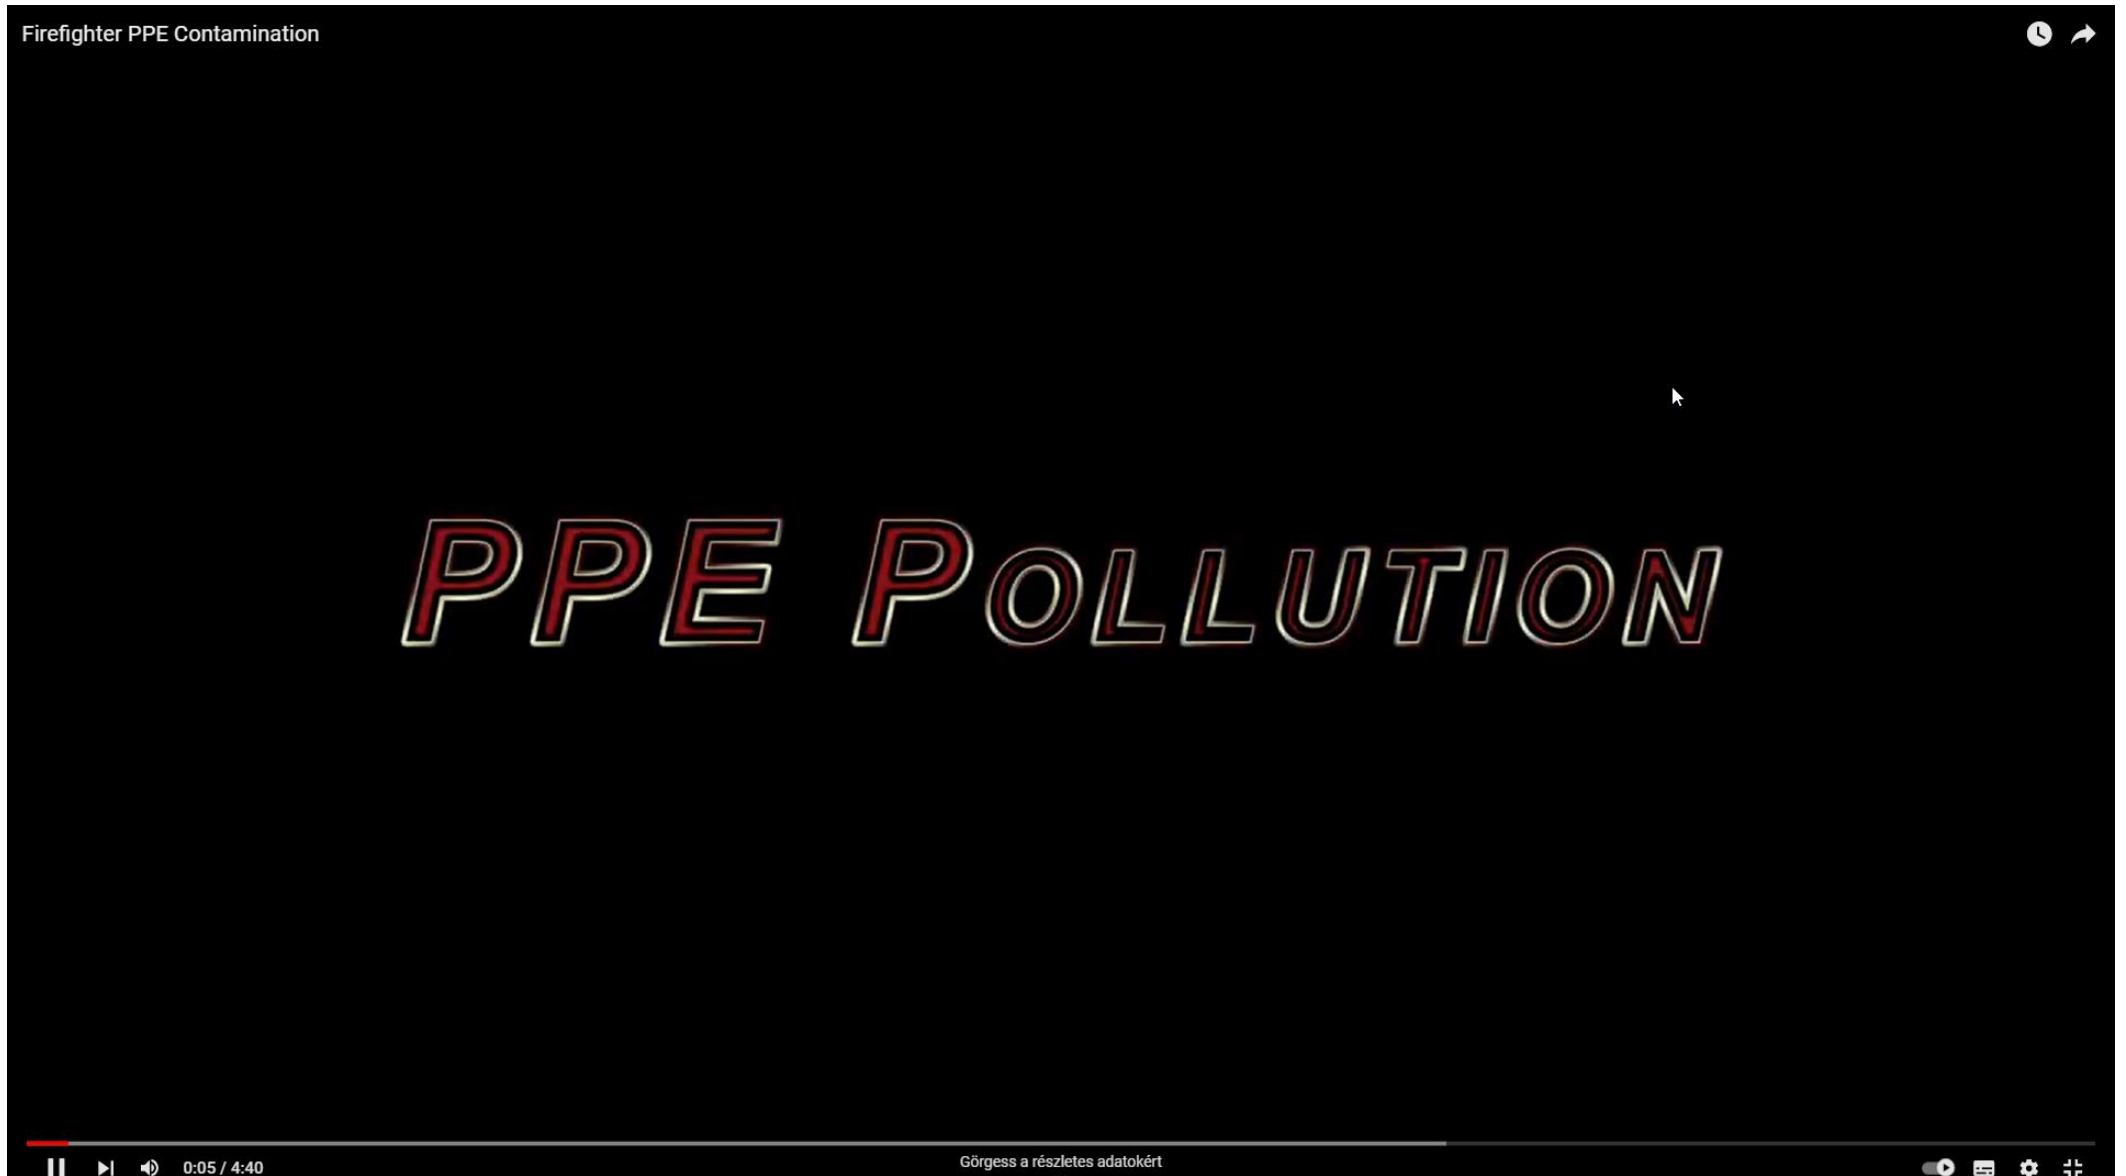 Firefighter PPE Contamination
PPE POLLUTION
0:05 / 4:40
Görgess a részletes adatokért